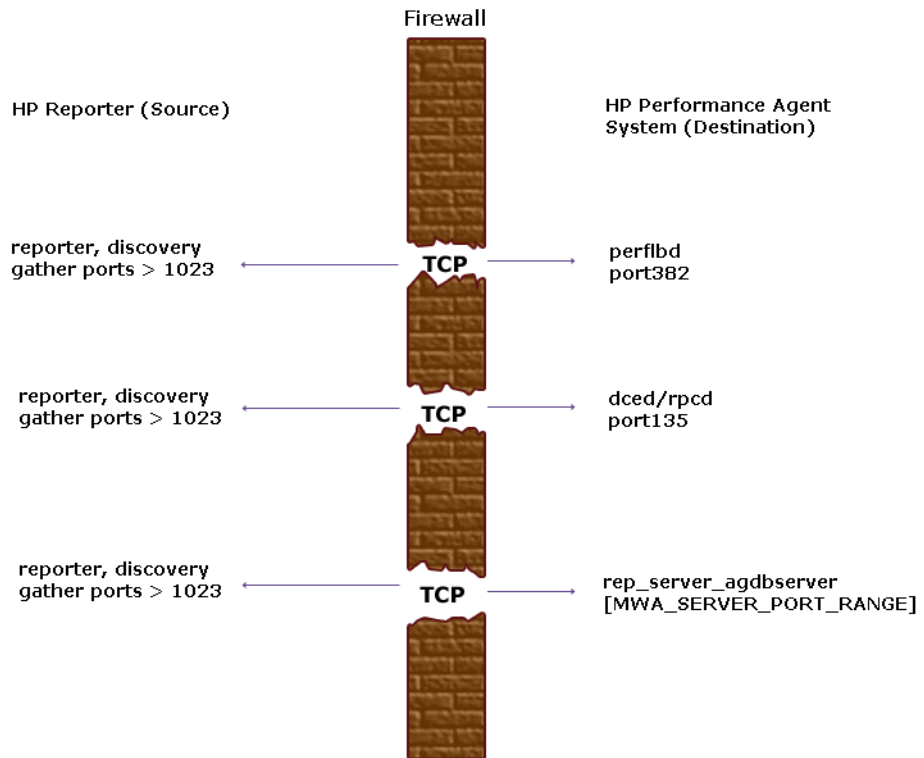 Firewall
HP Reporter (Source)
HP Performance Agent
System (Destination)
reporter, discovery
gather ports > 1023
TCP
perflbd
port382
reporter, discovery
gather ports > 1023
TCP
dced/rpcd
port135
reporter, discovery
gather ports > 1023
TCP
rep_server_agdbserver
[MWA_SERVER_PORT_RANGE]